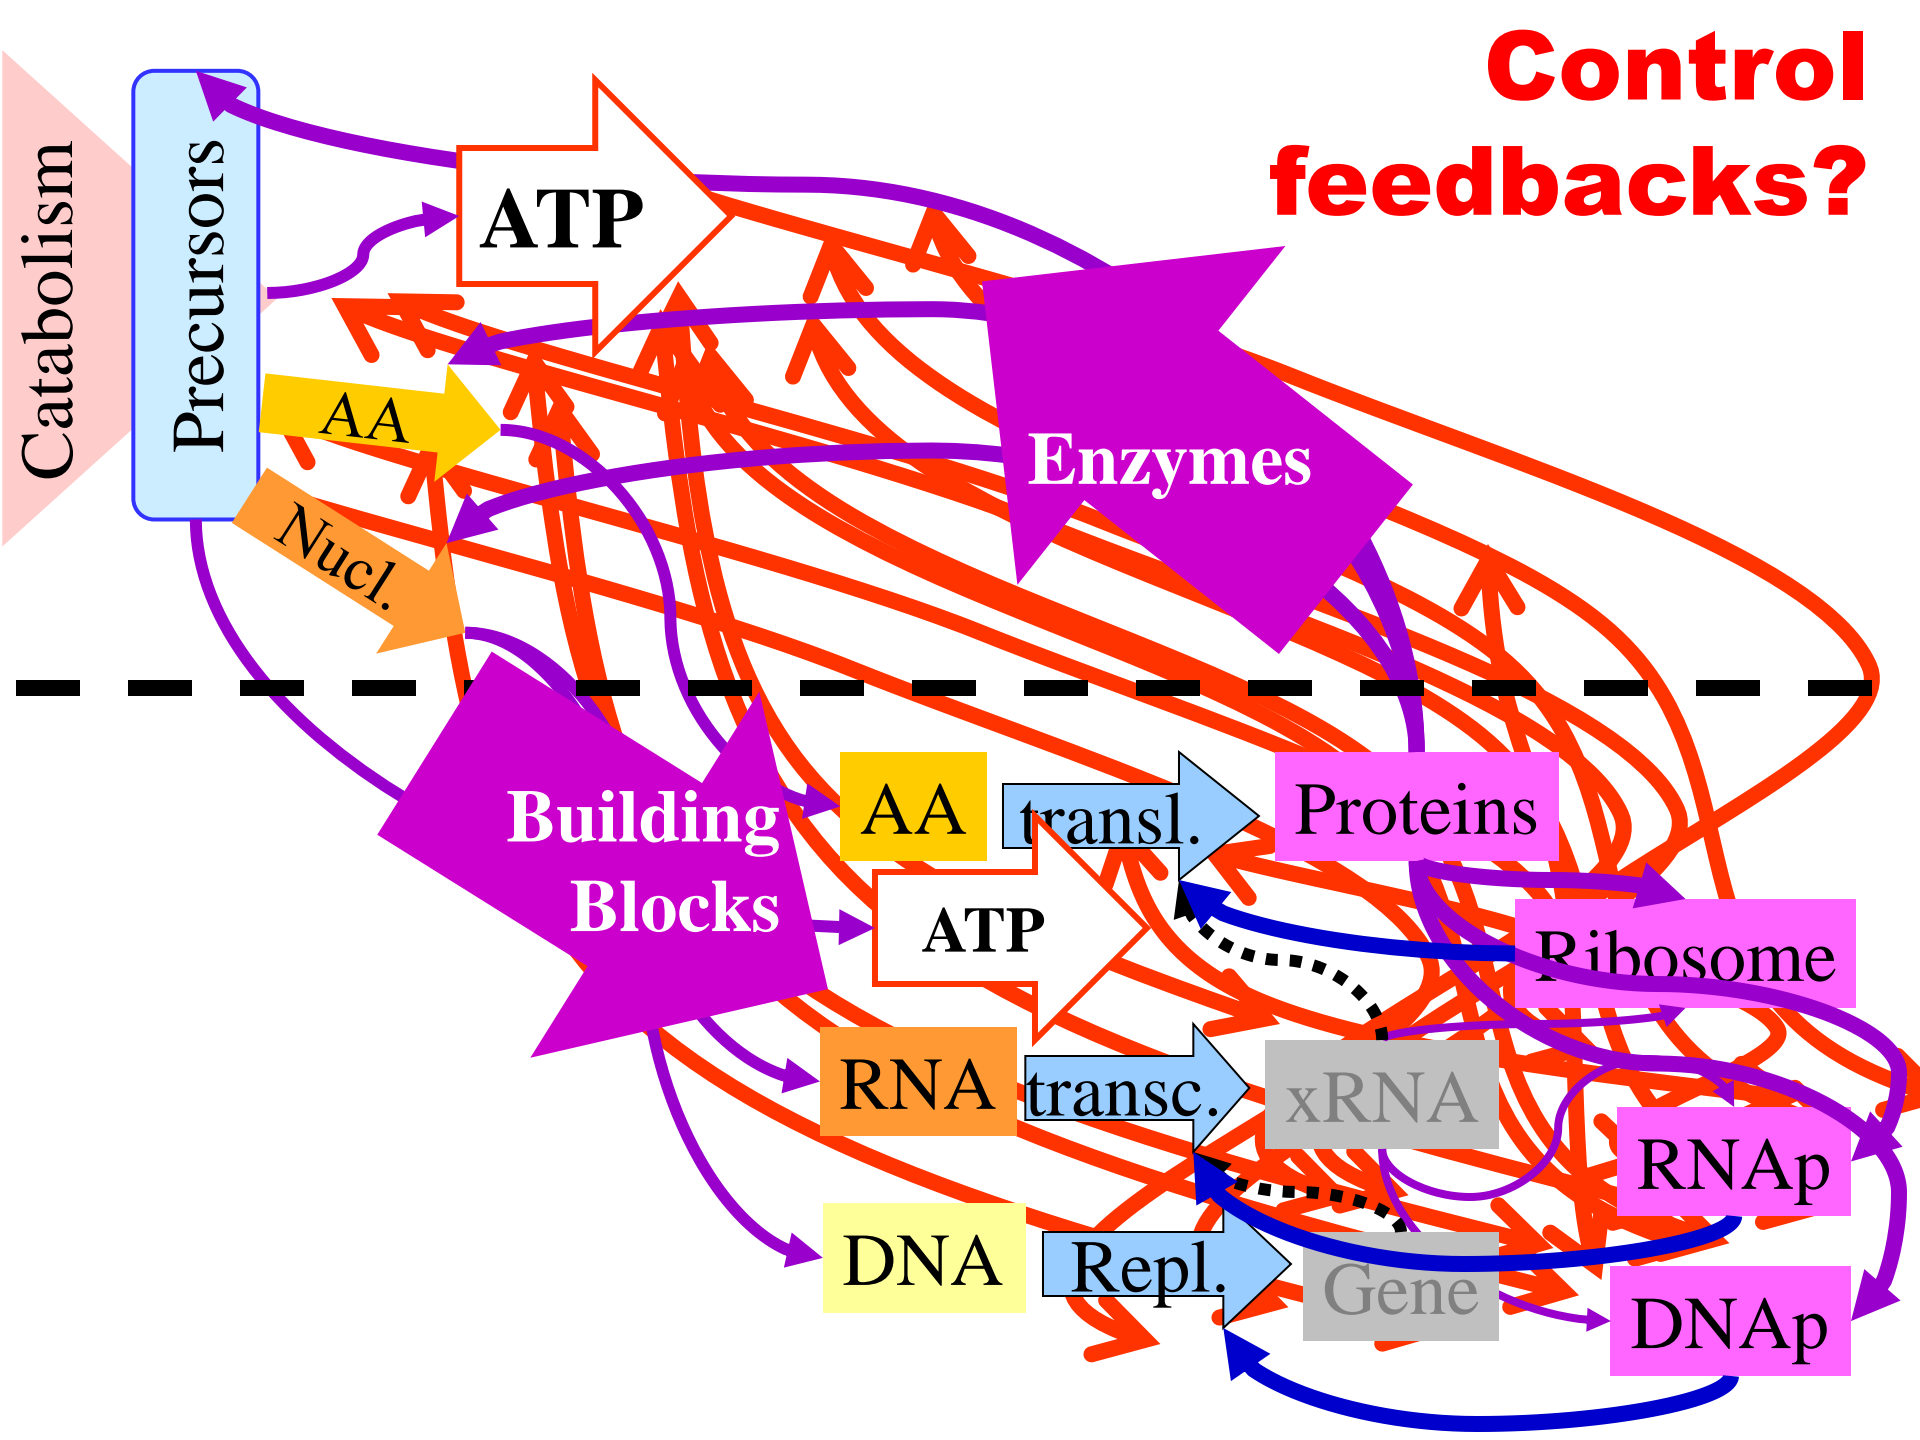 Control
feedbacks?
Catabolism
Precursors
ATP
AA
Nucl.
Enzymes
Building
Blocks
AA
transl.
Proteins
ATP
Ribosome
RNA
transc.
xRNA
RNAp
DNA
Repl.
Gene
DNAp